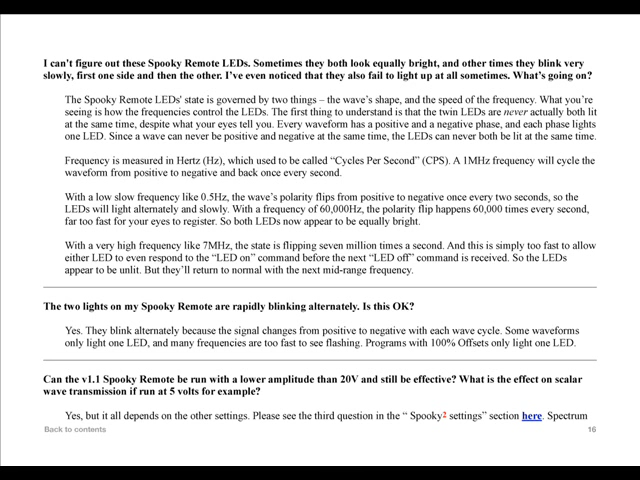 I can't figure out these Spooky Remote LEDs. Sometimes they both look equally bright, and other times they blink very
slowly, first one side and then the other. I've even noticed that they also fail to light up at all sometimes. What's going on?
The Spooky Remote LEDs' state is governed by two things – the wave's shape, and the speed of the frequency. What you're
seeing is how the frequencies control the LEDs. The first thing to understand is that the twin LEDs are never actually both lit
at the same time, despite what your eyes tell you. Every waveform has a positive and a negative phase, and each phase lights
one LED. Since a wave can never be positive and negative at the same time, the LEDs can never both be lit at the same time.
Frequency is measured in Hertz (Hz), which used to be called “Cycles Per Second” (CPS). A 1MHz frequency will cycle the
waveform from positive to negative and back once every second.
With a low slow frequency like 0.5Hz, the wave's polarity flips from positive to negative once every two seconds, so the
LEDs will light alternately and slowly. With a frequency of 60,000Hz, the polarity flip happens 60,000 times every second,
far too fast for your eyes to register. So both LEDs now appear to be equally bright.
With a very high frequency like 7MHz, the state is flipping seven million times a second. And this is simply too fast to allow
either LED to even respond to the “LED on” command before the next “LED off” command is received. So the LEDs
appear to be unlit. But they'll return to normal with the next mid-range frequency.
The two lights on my Spooky Remote are rapidly blinking alternately. Is this OK?
Yes. They blink alternately because the signal changes from positive to negative with each wave cycle. Some waveforms
only light one LED, and many frequencies are too fast to see flashing. Programs with 100% Offsets only light one LED.
Can the v1.1 Spooky Remote be run with a lower amplitude than 20V and still be effective? What is the effect on scalar
wave transmission if run at 5 volts for example?
Yes, but it all depends on the other settings. Please see the third question in the “ Spooky² settings” section here. Spectrum
Back to contents 16